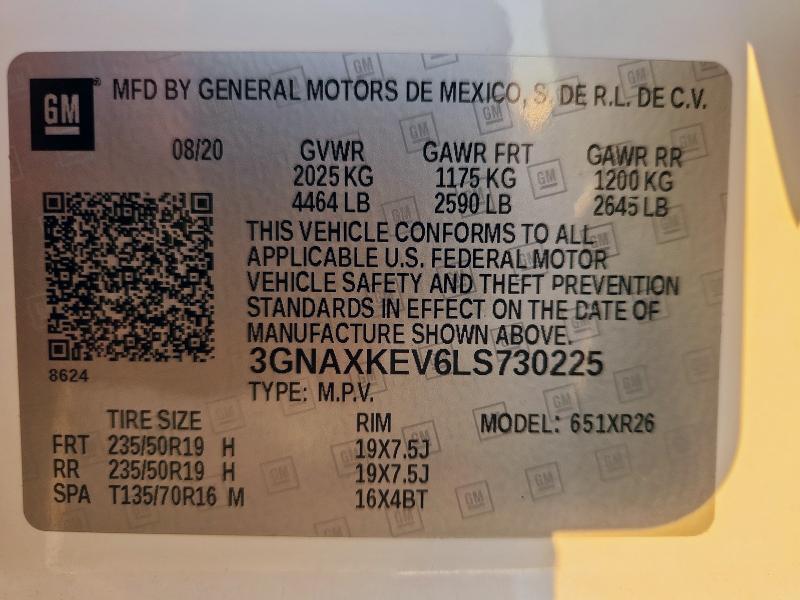 GM® MFD BY GENERAL MOTORS DE MEXICO, S. DE R.L. DE C.V.
08/20 GVWR GAWR FRT GAWR RR
2025 KG 1175 KG 1200 KG
4464 LB 2590 LB 2645 LB
THIS VEHICLE CONFORMS TO ALL
APPLICABLE U.S. FEDERAL MOTOR
VEHICLE SAFETY AND THEFT PREVENTION
STANDARDS IN EFFECT ON THE DATE OF
MANUFACTURE SHOWN ABOVE.
8624 3GNAXKEV6LS730225
TYPE: M.P.V.
TIRE SIZE RIM MODEL: 651XR26
FRT 235/50R19 H 19X7.5J
RR 235/50R19 H 19X7.5J
SPA T135/70R16 M 16X4BT